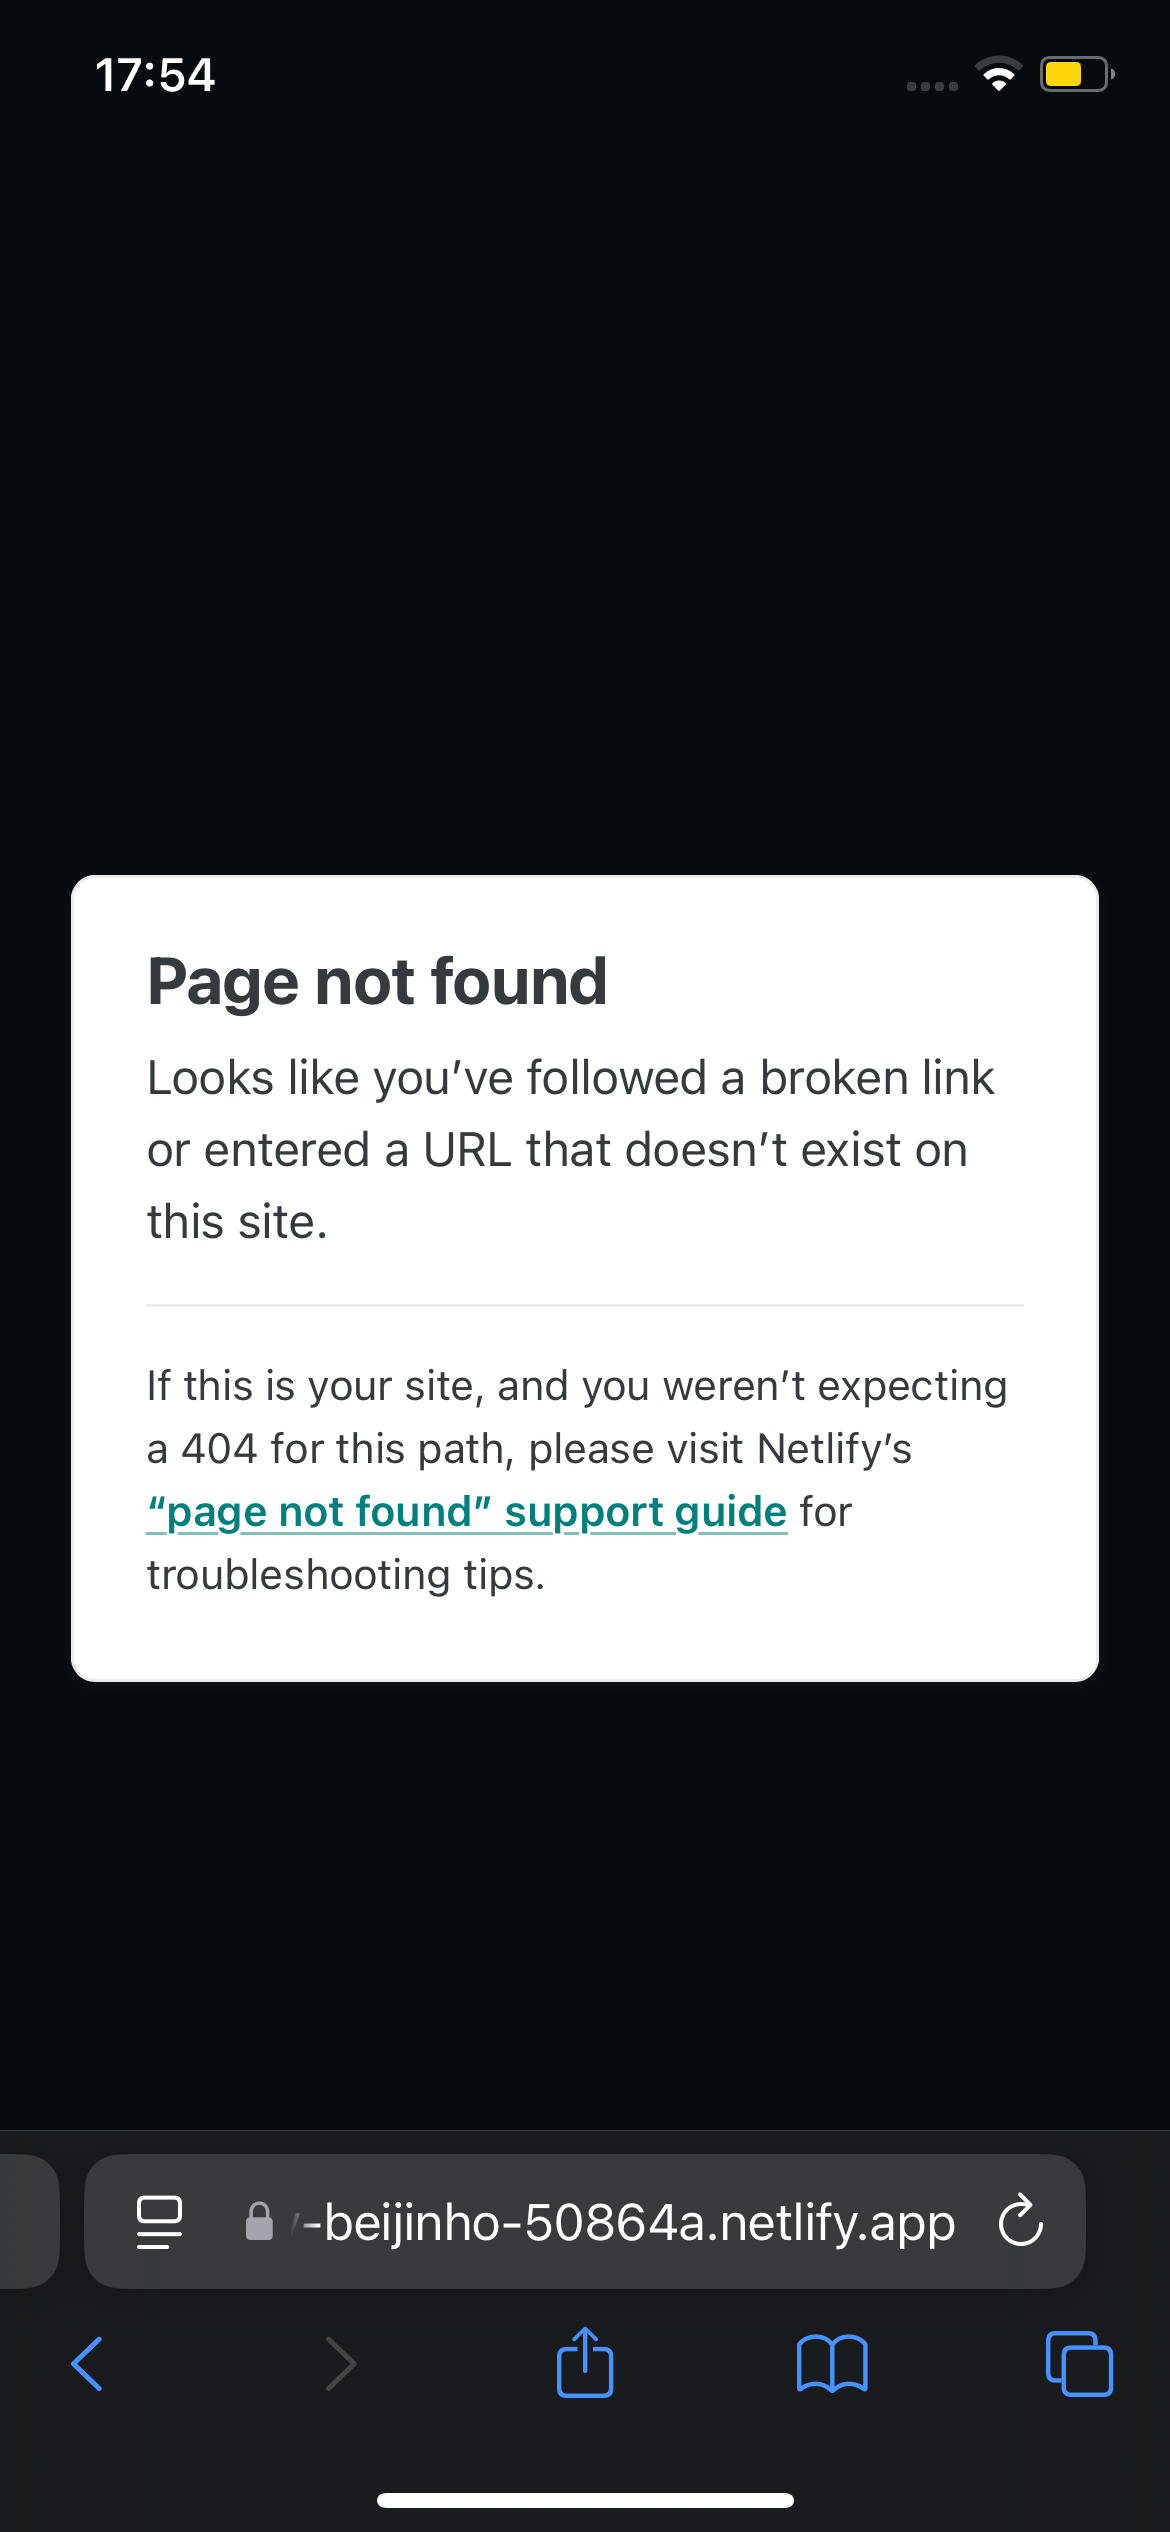 17:54
Page not found
Looks like you’ve followed a broken link
or entered a URL that doesn’t exist on
this site.
If this is your site, and you weren’t expecting
a 404 for this path, please visit Netlify’s
“page not found” support guide for
troubleshooting tips.
-beijinho-50864a.netlify.app